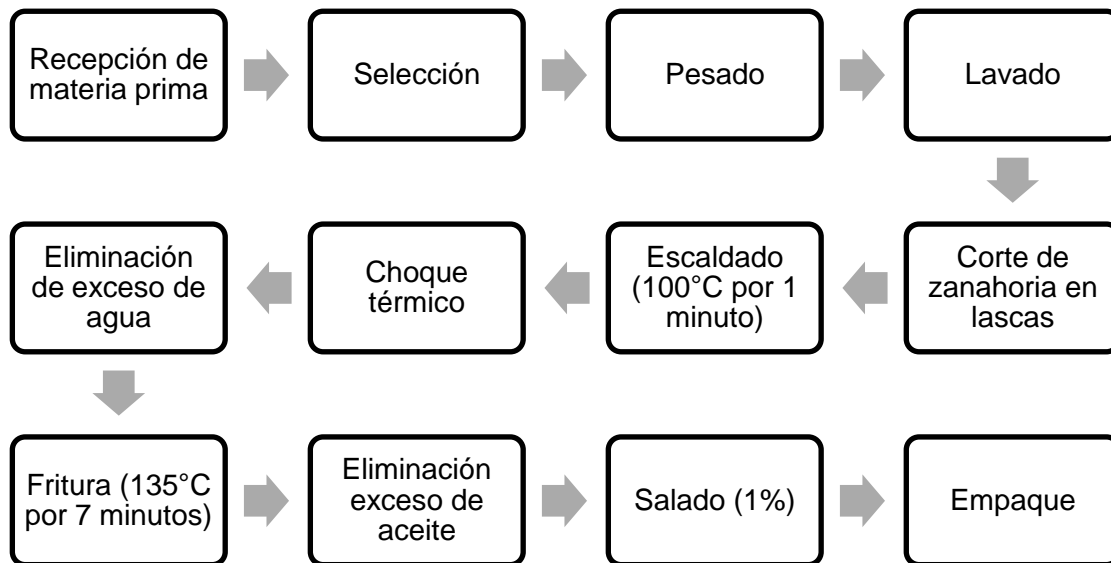 Recepción de
materia prima
Selección
Pesado
Lavado
Corte de
zanahoria en
lascas
Escaldado
(100°C por 1
minuto)
Choque
térmico
Eliminación
de exceso de
agua
Fritura (135°C
por 7 minutos)
Eliminación
exceso de
aceite
Salado (1%)
Empaque